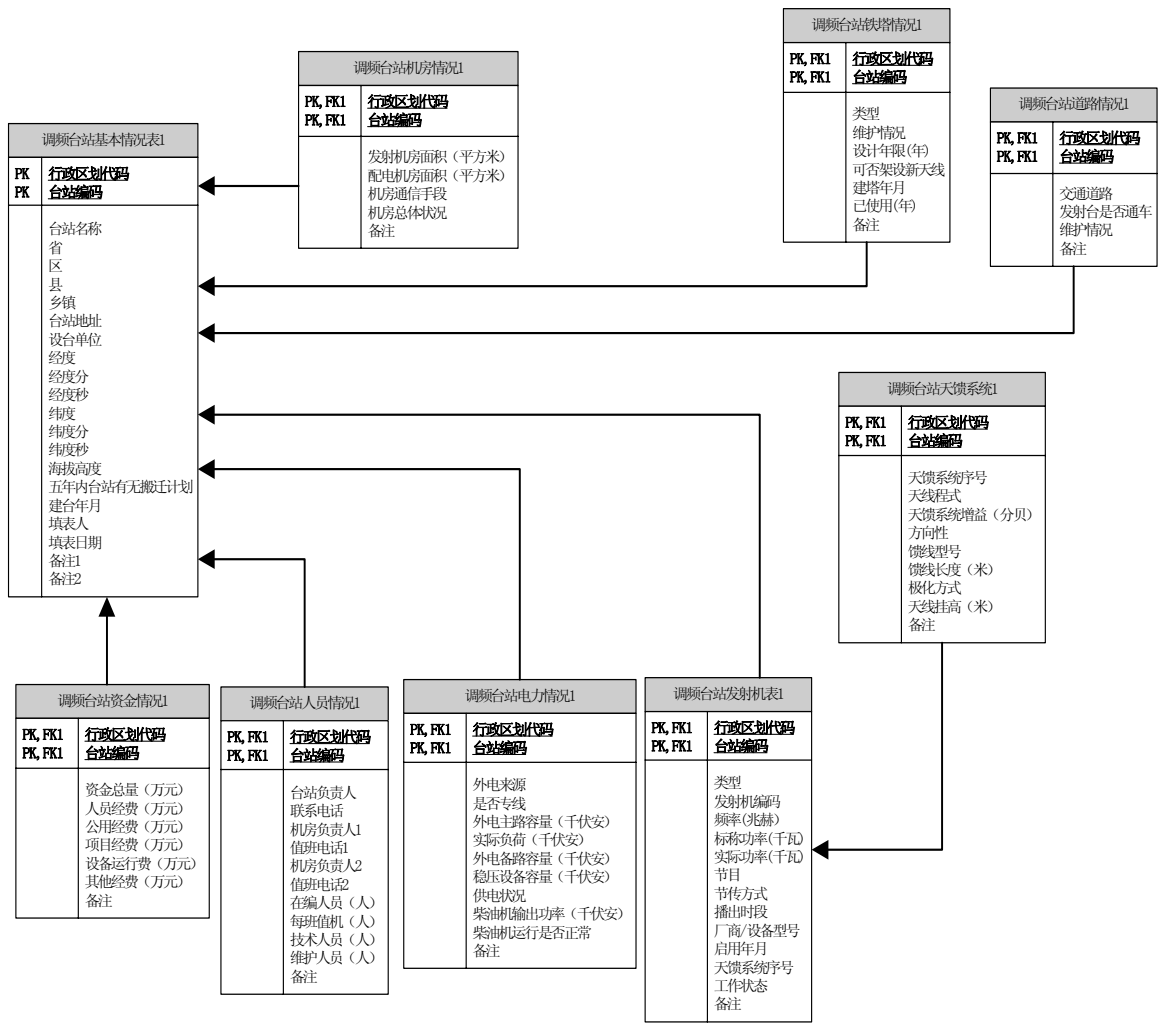 调频台站铁塔情况1
PK,FK1 行政区划代码
PK,FK1 台站编码
类型
维护情况
设计年限(年)
可否架设新天线
建塔年月
已使用(年)
备注
调频台站机房情况1
PK,FK1 行政区划代码
PK,FK1 台站编码
发射机房面积（平方米）
配电机房面积（平方米）
机房通信手段
机房总体状况
备注
调频台站道路情况1
PK,FK1 行政区划代码
PK,FK1 台站编码
交通道路
发射台是否通车
维护情况
备注
调频台站基本情况表1
PK 行政区划代码
PK 台站编码
台站名称
省
区
县
乡镇
台站地址
设台单位
经度
经度分
经度秒
纬度
纬度分
纬度秒
海拔高度
五年内台站有无搬迁计划
建台年月
填表人
填表日期
备注1
备注2
调频台站天馈系统1
PK,FK1 行政区划代码
PK,FK1 台站编码
天馈系统序号
天线程式
天馈系统增益（分贝）
方向性
馈线型号
馈线长度（米）
极化方式
天线挂高（米）
备注
调频台站资金情况1
PK,FK1 行政区划代码
PK,FK1 台站编码
资金总量（万元）
人员经费（万元）
公用经费（万元）
项目经费（万元）
设备运行费（万元）
其他经费（万元）
备注
调频台站人员情况1
PK,FK1 行政区划代码
PK,FK1 台站编码
台站负责人
联系电话
机房负责人1
值班电话1
机房负责人2
值班电话2
在编人员（人）
每班值机（人）
技术人员（人）
维护人员（人）
备注
调频台站电力情况1
PK,FK1 行政区划代码
PK,FK1 台站编码
外电来源
是否专线
外电主路容量（千伏安）
实际负荷（千伏安）
外电备路容量（千伏安）
稳压设备容量（千伏安）
供电状况
柴油机输出功率（千伏安）
柴油机运行是否正常
备注
调频台站发射机表1
PK,FK1 行政区划代码
PK,FK1 台站编码
类型
发射机编码
频率(兆赫)
标称功率(千瓦)
实际功率(千瓦)
节目
节传方式
播出时段
厂商/设备型号
启用年月
天馈系统序号
工作状态
备注